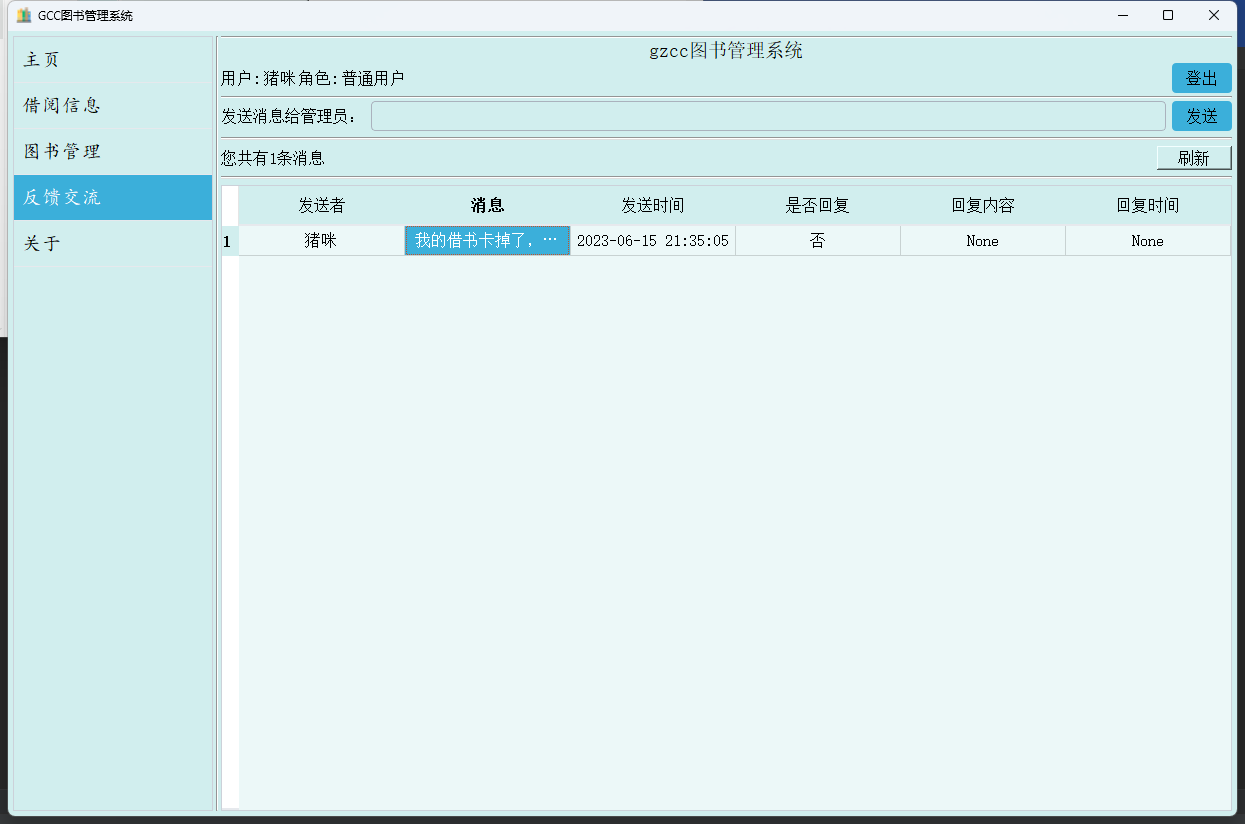 GCC图书管理系统
主页
借阅信息
图书管理
反馈交流
关于
gzcc图书管理系统
用户:猪咪 角色:普通用户 登出
发送消息给管理员: 发送
您共有1条消息 刷新
发送者 消息 发送时间 是否回复 回复内容 回复时间
1 猪咪 我的借书卡掉了，… 2023-06-15 21:35:05 否 None None